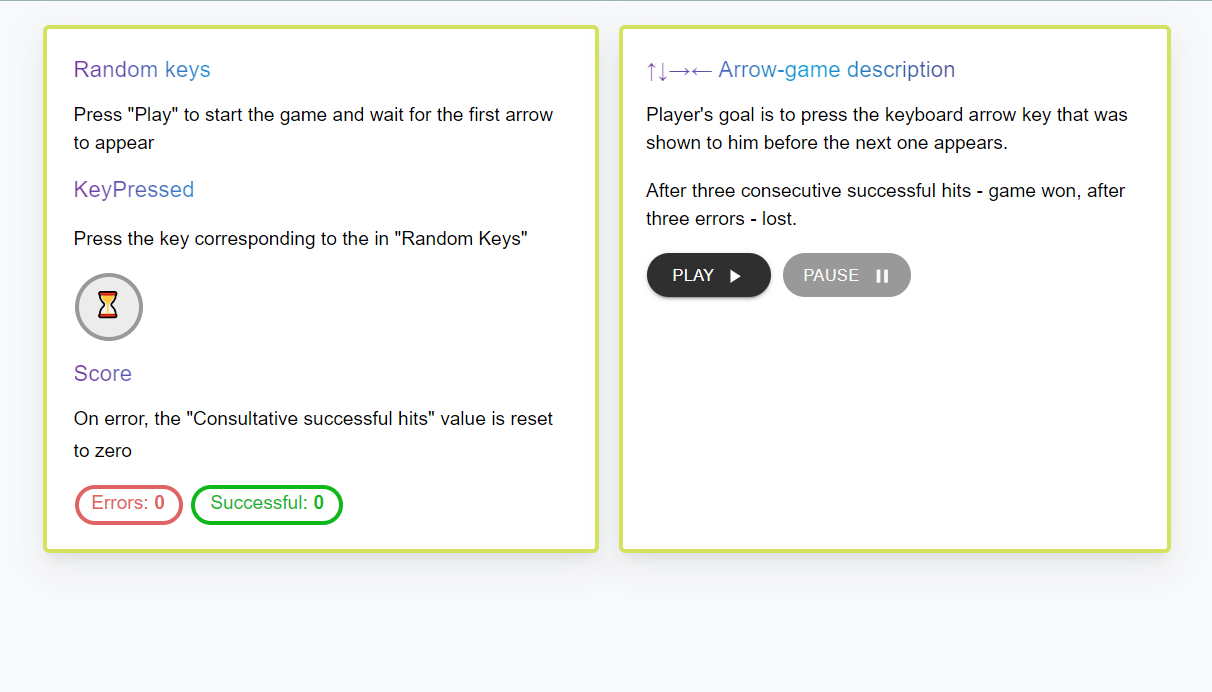 Random keys
Press "Play" to start the game and wait for the first arrow
to appear
KeyPressed
Press the key corresponding to the in "Random Keys"
Score
On error, the "Consultative successful hits" value is reset
to zero
Errors: 0
Successful: 0
↑↓→← Arrow-game description
Player's goal is to press the keyboard arrow key that was
shown to him before the next one appears.
After three consecutive successful hits - game won, after
three errors - lost.
PLAY
PAUSE